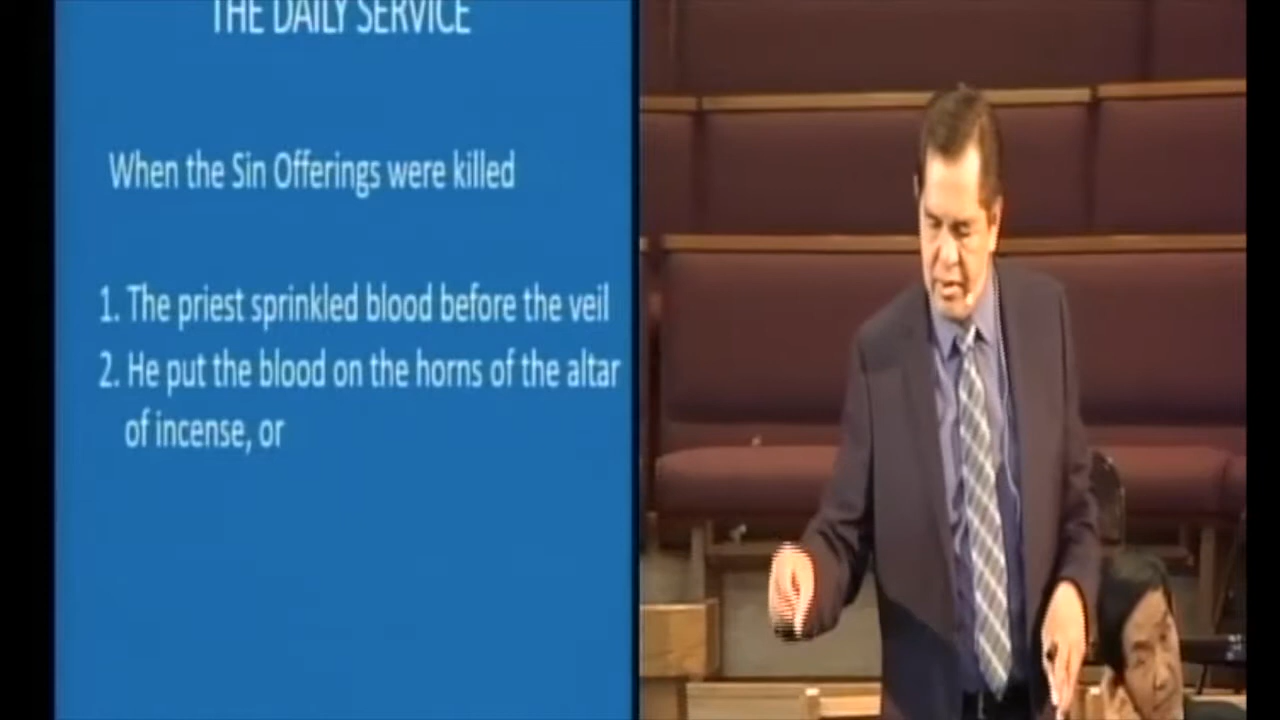 THE DAILY SERVICE
When the Sin Offerings were killed
1. The priest sprinkled blood before the veil
2. He put the blood on the horns of the altar
of incense, or